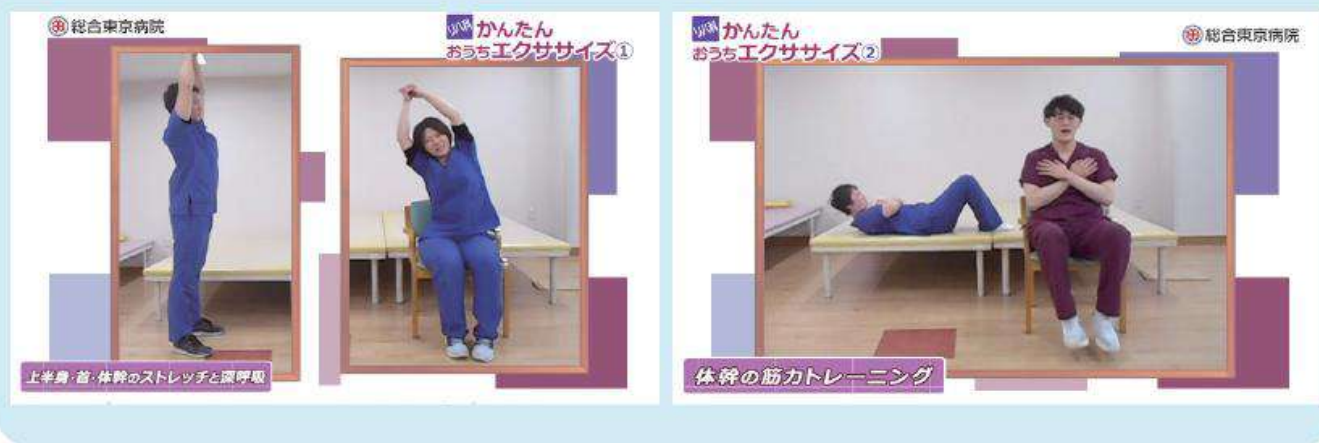 総合東京病院
リハ科
かんたん
おうちエクササイズ①
上半身・首・体幹のストレッチと深呼吸
リハ科
かんたん
おうちエクササイズ②
総合東京病院
体幹の筋力トレーニング